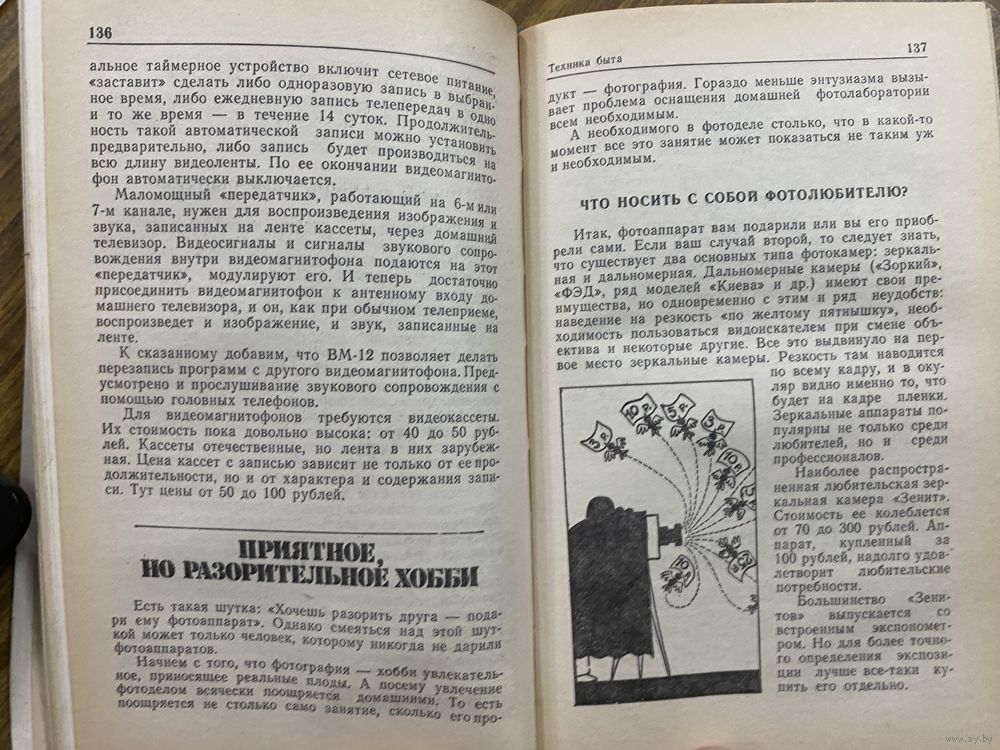 136
альное таймерное устройство включит сетевое питание,
«заставит» сделать либо одноразовую запись в выбран-
ное время, либо ежедневную запись телепередач в одно
и то же время — в течение 14 суток. Продолжитель-
ность такой автоматической записи можно установить
предварительно, либо запись будет производиться на
всю длину видеоленты. По ее окончании видеомагнито-
фон автоматически выключается.
Маломощный «передатчик», работающий на 6-м или
7-м канале, нужен для воспроизведения изображения и
звука, записанных на ленте кассеты, через домашний
телевизор. Видеосигналы и сигналы звукового сопро-
вождения внутри видеомагнитофона подаются на этот
«передатчик», модулируют его. И теперь достаточно
присоединить видеомагнитофон к антенному входу до-
машнего телевизора, и он, как при обычном телеприеме,
воспроизведет и изображение, и звук, записанные на
ленте.
К сказанному добавим, что ВМ-12 позволяет делать
перезапись программ с другого видеомагнитофона. Пред-
усмотрено и прослушивание звукового сопровождения с
помощью головных телефонов.
Для видеомагнитофонов требуются видеокассеты.
Их стоимость пока довольно высока: от 40 до 50 руб-
лей. Кассеты отечественные, но лента в них зарубеж-
ная. Цена кассет с записью зависит не только от ее про-
должительности, но и от характера и содержания запи-
си. Тут цены от 50 до 100 рублей.
ПРИЯТНОЕ,
НО РАЗОРИТЕЛЬНОЕ ХОББИ
Есть такая шутка: «Хочешь разорить друга — пода-
ри ему фотоаппарат». Однако смеяться над этой шут-
кой может только человек, которому никогда не дарили
фотоаппаратов.
Начнем с того, что фотография — хобби увлекатель-
ное, приносящее реальные плоды. А посему увлечение
фотоделом всячески поощряется домашними. То есть
поощряется не столько само занятие, сколько его про-
Техника быта
137
дукт — фотография. Гораздо меньше энтузиазма вызы-
вает проблема оснащения домашней фотолаборатории
всем необходимым.
А необходимого в фотоделе столько, что в какой-то
момент все это занятие может показаться не таким уж
и необходимым.
ЧТО НОСИТЬ С СОБОЙ ФОТОЛЮБИТЕЛЮ?
Итак, фотоаппарат вам подарили или вы его приоб-
рели сами. Если ваш случай второй, то следует знать,
что существует два основных типа фотокамер: зеркаль-
ная и дальномерная. Дальномерные камеры («Зоркий»,
«ФЭД», ряд моделей «Киева» и др.) имеют свои пре-
имущества, но одновременно с этим и ряд неудобств:
наведение на резкость «по желтому пятнышку», необ-
ходимость пользоваться видоискателем при смене объ-
ектива и некоторые другие. Все это выдвинуло на пер-
вое место зеркальные камеры. Резкость там наводится
по всему кадру, и в оку-
ляр видно именно то, что
будет на кадре пленки.
Зеркальные аппараты по-
пулярны не только среди
любителей, но и среди
профессионалов.
Наиболее распростра-
ненная любительская зер-
кальная камера «Зенит».
Стоимость ее колеблется
от 70 до 300 рублей. Ап-
парат, купленный за
100 рублей, надолго удов-
летворит любительские
потребности.
Большинство «Зени-
тов» выпускается со
встроенным экспономет-
ром. Но для более точно-
го определения экспози-
ции лучше все-таки ку-
пить его отдельно.
3 р.
10 р.
5 р.
3 р.
10 р.
10 р.
www.ay.by